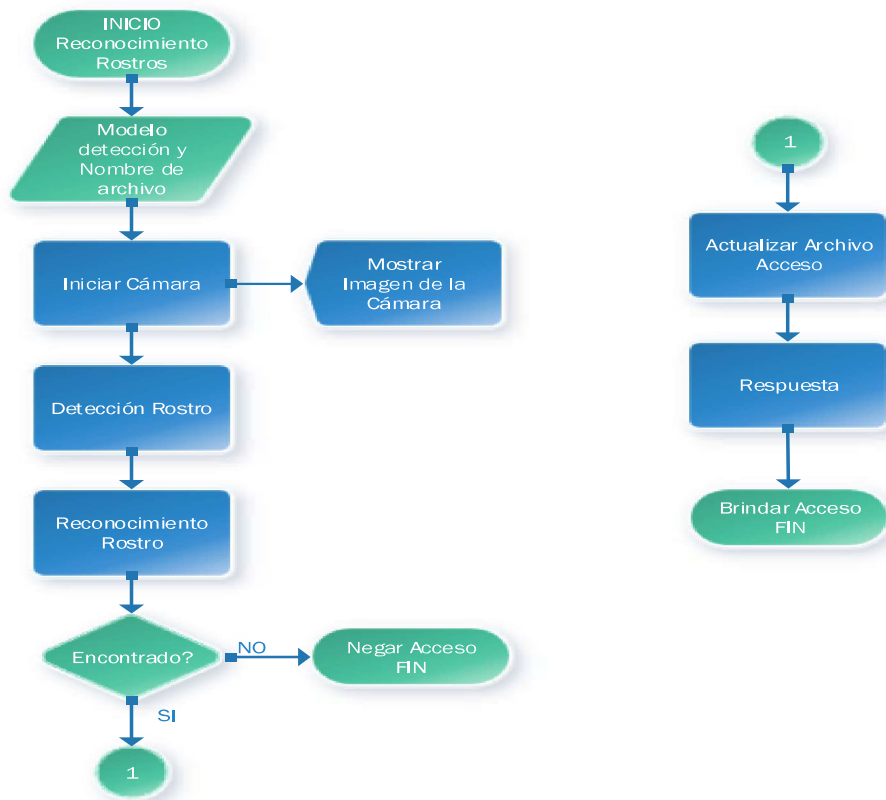 INICIO
Reconocimiento
Rostros
Modelo
detección y
Nombre de
archivo
Iniciar Cámara
Mostrar
Imagen de la
Cámara
Detección Rostro
Reconocimiento
Rostro
Encontrado?
NO
Negar Acceso
FIN
SI
1
1
Actualizar Archivo
Acceso
Respuesta
Brindar Acceso
FIN